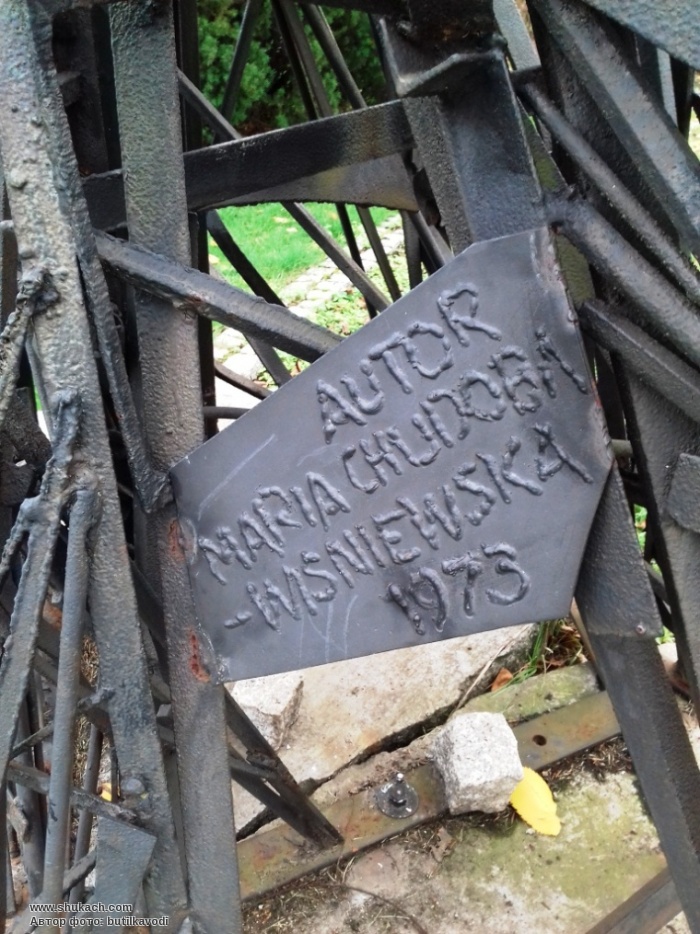 AUTOR
MARIA CHUDOBA
-WIŚNIEWSKA
1973
www.shukach.com
Автор фото: butilkavodi